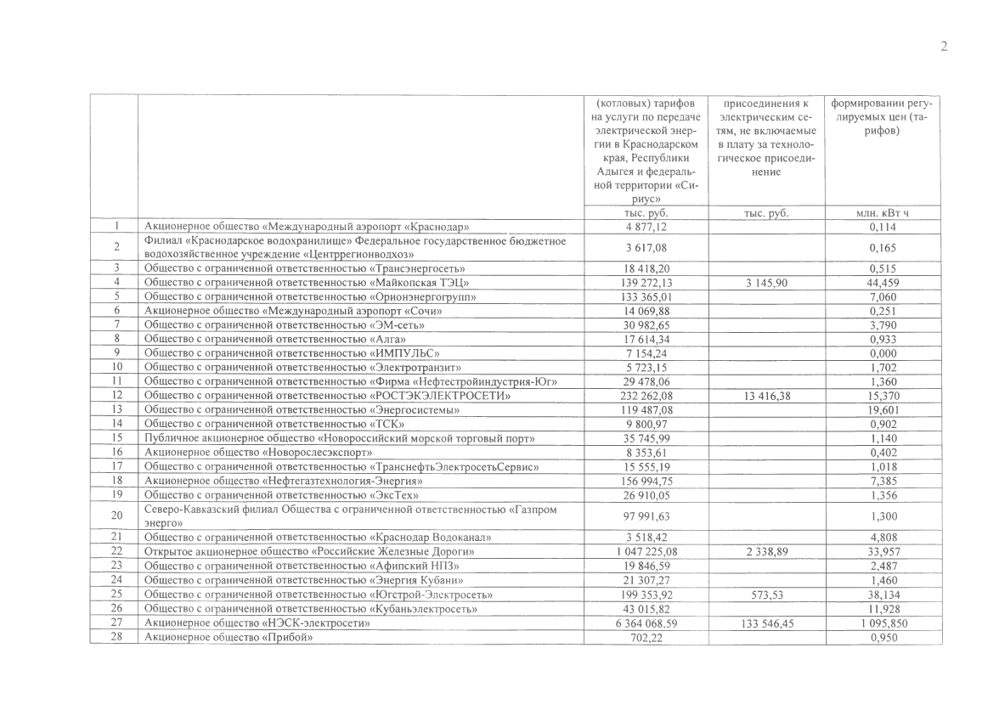 2
(котловых) тарифов
на услуги по передаче
электрической энер-
гии в Краснодарском
края, Республики
Адыгея и федераль-
ной территории «Си-
риус»
присоединения к
электрическим се-
тям, не включаемые
в плату за техноло-
гическое присоеди-
нение
формировании регу-
лируемых цен (та-
рифов)
тыс. руб. тыс. руб. млн. кВт ч
1 Акционерное общество «Международный аэропорт «Краснодар» 4 877,12 0,114
2 Филиал «Краснодарское водохранилище» Федеральное государственное бюджетное
водохозяйственное учреждение «Центррегионводхоз» 3 617,08 0,165
3 Общество с ограниченной ответственностью «Трансэнергосеть» 18 418,20 0,515
4 Общество с ограниченной ответственностью «Майкопская ТЭЦ» 139 272,13 3 145,90 44,459
5 Общество с ограниченной ответственностью «Орионэнергогрупп» 133 365,01 7,060
6 Акционерное общество «Международный аэропорт «Сочи» 14 069,88 0,251
7 Общество с ограниченной ответственностью «ЭМ-сеть» 30 982,65 3,790
8 Общество с ограниченной ответственностью «Алга» 17 614,34 0,933
9 Общество с ограниченной ответственностью «ИМПУЛЬС» 7 154,24 0,000
10 Общество с ограниченной ответственностью «Электротранзит» 5 723,15 1,702
11 Общество с ограниченной ответственностью «Фирма «Нефтестройиндустрия-Юг» 29 478,06 1,360
12 Общество с ограниченной ответственностью «РОСТЭКЭЛЕКТРОСЕТИ» 232 262,08 13 416,38 15,370
13 Общество с ограниченной ответственностью «Энергосистемы» 119 487,08 19,601
14 Общество с ограниченной ответственностью «ТСК» 9 800,97 0,902
15 Публичное акционерное общество «Новороссийский морской торговый порт» 35 745,99 1,140
16 Акционерное общество «Новорослесэкспорт» 8 353,61 0,402
17 Общество с ограниченной ответственностью «ТранснефтьЭлектросетьСервис» 15 555,19 1,018
18 Акционерное общество «Нефтегазтехнология-Энергия» 156 994,75 7,385
19 Общество с ограниченной ответственностью «ЭксТех» 26 910,05 1,356
20 Северо-Кавказский филиал Общества с ограниченной ответственностью «Газпром
энерго» 97 991,63 1,300
21 Общество с ограниченной ответственностью «Краснодар Водоканал» 3 518,42 4,808
22 Открытое акционерное общество «Российские Железные Дороги» 1 047 225,08 2 338,89 33,957
23 Общество с ограниченной ответственностью «Афипский НПЗ» 19 846,59 2,487
24 Общество с ограниченной ответственностью «Энергия Кубани» 21 307,27 1,460
25 Общество с ограниченной ответственностью «Югстрой-Электросеть» 199 353,92 573,53 38,134
26 Общество с ограниченной ответственностью «Кубаньэлектросеть» 43 015,82 11,928
27 Акционерное общество «НЭСК-электросети» 6 364 068,59 133 546,45 1 095,850
28 Акционерное общество «Прибой» 702,22 0,950